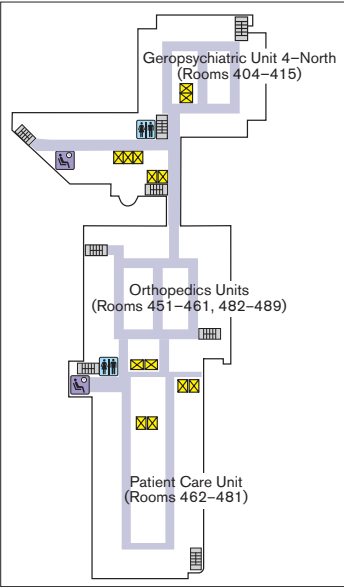 Geropsychiatric Unit 4–North
(Rooms 404–415)
Orthopedics Units
(Rooms 451–461, 482–489)
Patient Care Unit
(Rooms 462–481)